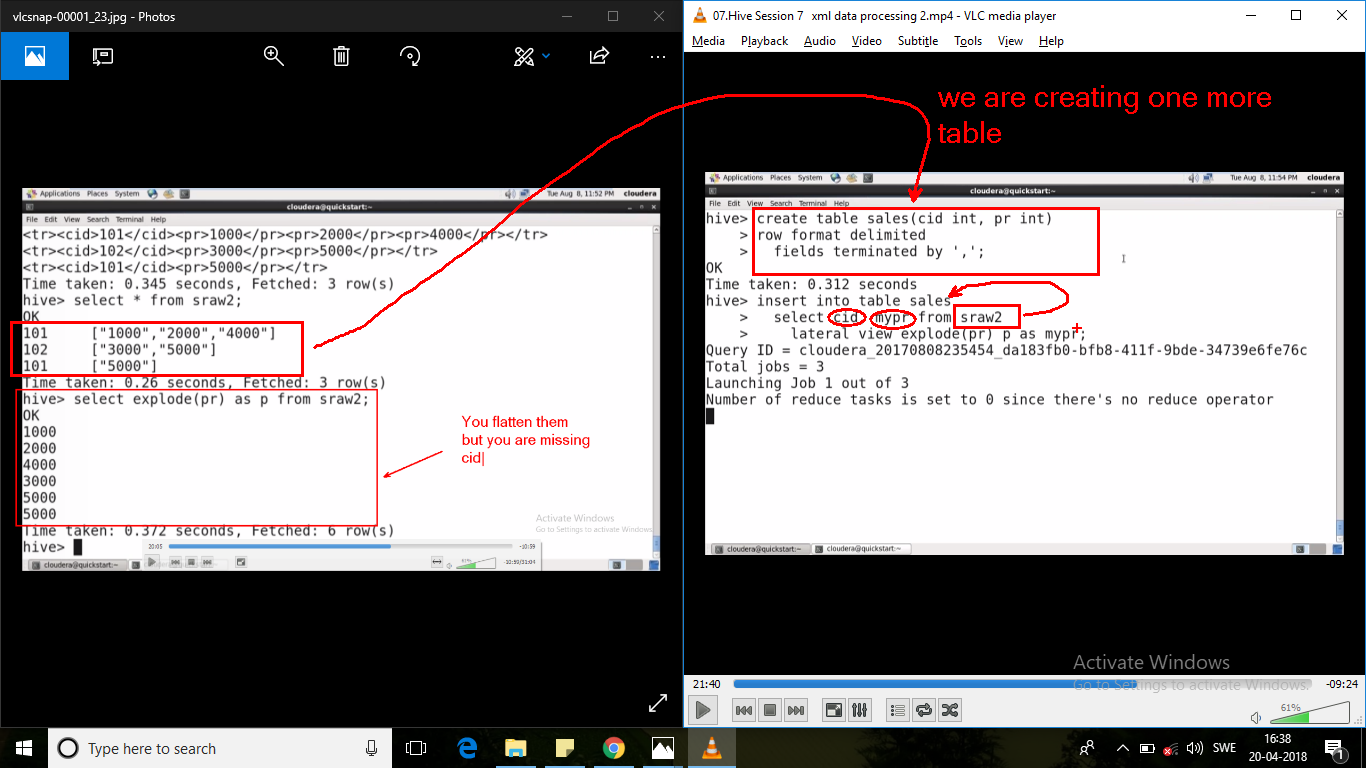 vlcsnap-00001_23.jpg - Photos
Applications Places System
Tue Aug 8, 11:52 PM cloudera
cloudera@quickstart:~
File Edit View Search Terminal Help
<tr><cid>101</cid><pr>1000</pr><pr>2000</pr><pr>4000</pr></tr>
<tr><cid>102</cid><pr>3000</pr><pr>5000</pr></tr>
<tr><cid>101</cid><pr>5000</pr></tr>
Time taken: 0.345 seconds, Fetched: 3 row(s)
hive> select * from sraw2;
OK
101 ["1000","2000","4000"]
102 ["3000","5000"]
101 ["5000"]
Time taken: 0.26 seconds, Fetched: 3 row(s)
hive> select explode(pr) as p from sraw2;
OK
1000
2000
4000
3000
5000
5000
Time taken: 0.372 seconds, Fetched: 6 row(s)
hive>
You flatten them
but you are missing
cid
Activate Windows
Go to Settings to activate Windows.
20:05
-10:59
61%
-10:59/31:04
cloudera@quickstart:~
07.Hive Session 7 xml data processing 2.mp4 - VLC media player
Media Playback Audio Video Subtitle Tools View Help
we are creating one more
table
Applications Places System
Tue Aug 8, 11:54 PM cloudera
cloudera@quickstart:~
File Edit View Search Terminal Help
hive> create table sales(cid int, pr int)
> row format delimited
> fields terminated by ',';
OK
Time taken: 0.312 seconds
hive> insert into table sales
> select cid mypr from sraw2
> lateral view explode(pr) p as mypr;
Query ID = cloudera_20170808235454_da183fb0-bfb8-411f-9bde-34739e6fe76c
Total jobs = 3
Launching Job 1 out of 3
Number of reduce tasks is set to 0 since there's no reduce operator
cloudera@quickstart:~ cloudera@quickstart:~
Activate Windows
Go to Settings to activate Windows.
21:40
-09:24
61%
Type here to search
SWE
16:38
20-04-2018
1